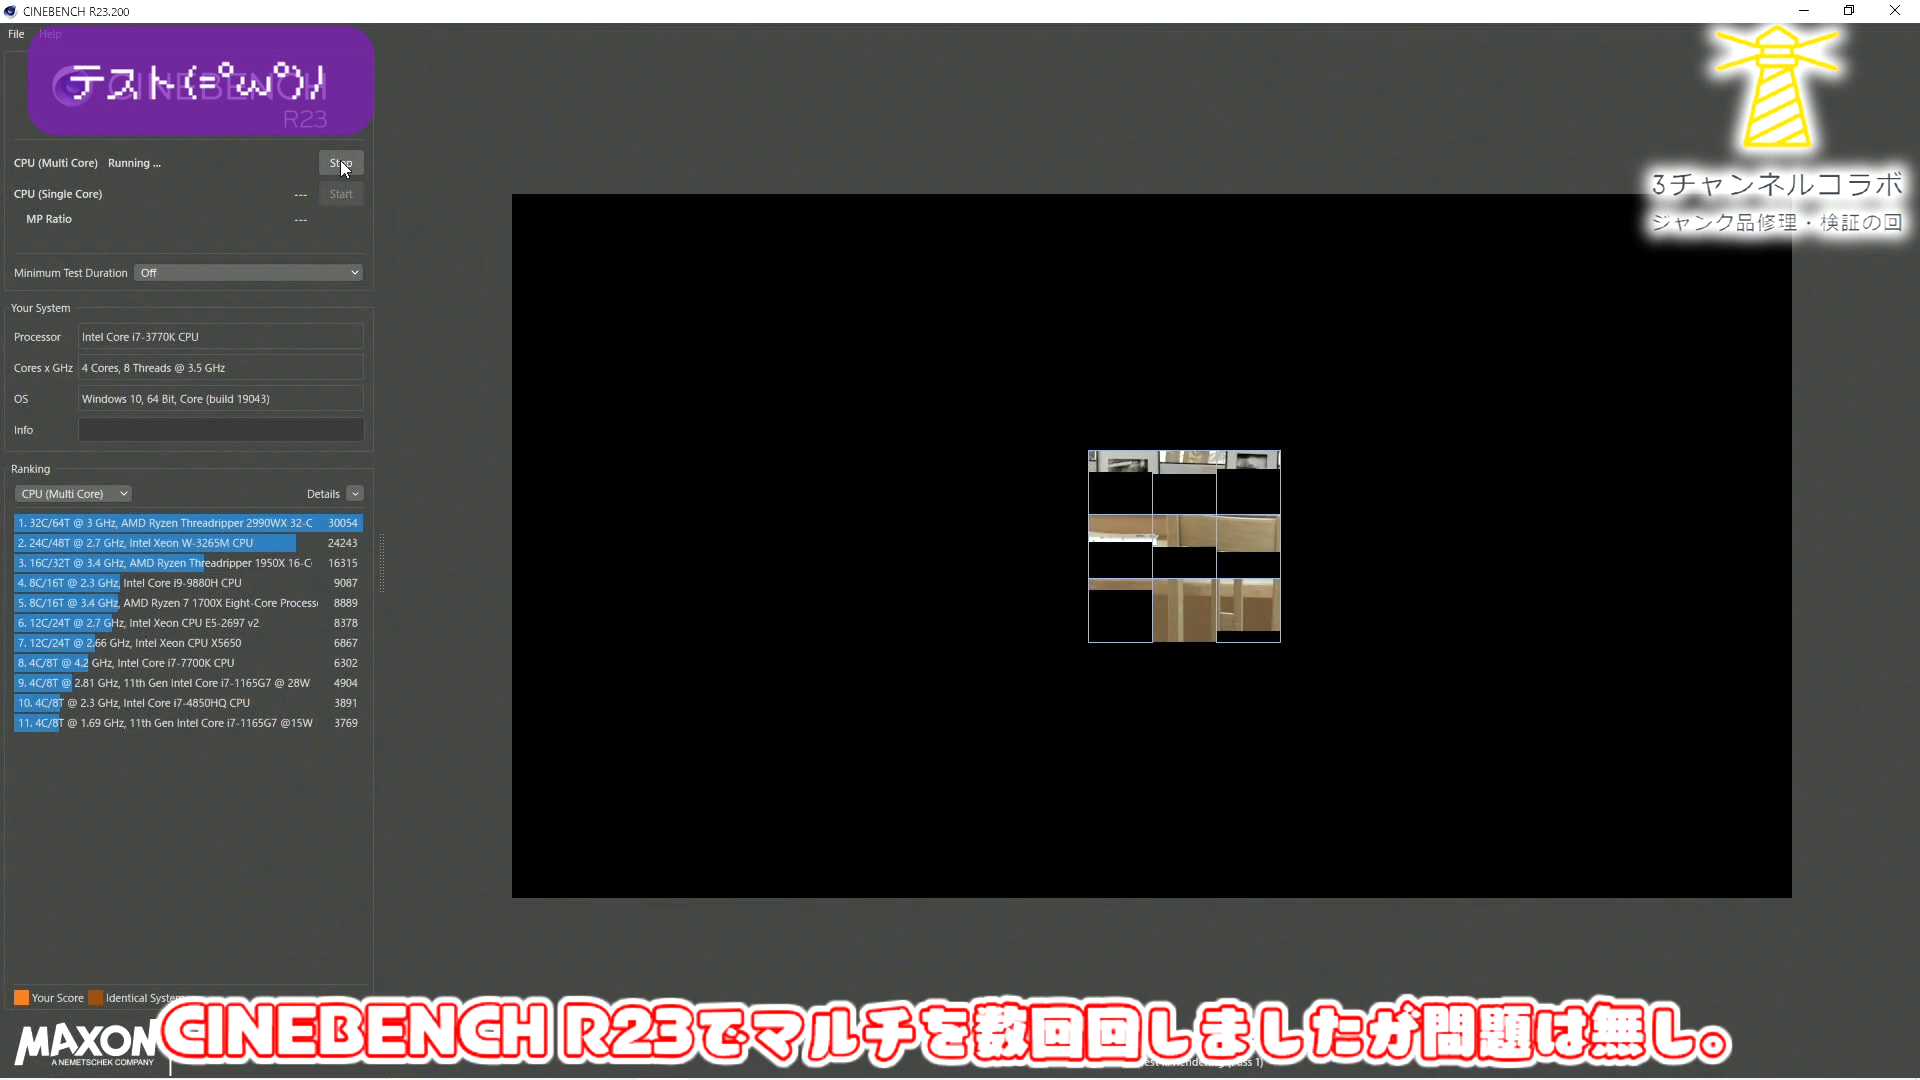 CINEBENCH R23.200
File Help
テスト(=゚ω゚)ﾉ
CINEBENCH
R23
CPU (Multi Core) Running ... Stop
CPU (Single Core) --- Start
MP Ratio ---
Minimum Test Duration Off
Your System
Processor Intel Core i7-3770K CPU
Cores x GHz 4 Cores, 8 Threads @ 3.5 GHz
OS Windows 10, 64 Bit, Core (build 19043)
Info
Ranking
CPU (Multi Core) Details
1. 32C/64T @ 3 GHz, AMD Ryzen Threadripper 2990WX 32-C 30054
2. 24C/48T @ 2.7 GHz, Intel Xeon W-3265M CPU 24243
3. 16C/32T @ 3.4 GHz, AMD Ryzen Threadripper 1950X 16-C 16315
4. 8C/16T @ 2.3 GHz, Intel Core i9-9880H CPU 9087
5. 8C/16T @ 3.4 GHz, AMD Ryzen 7 1700X Eight-Core Process 8889
6. 12C/24T @ 2.7 GHz, Intel Xeon CPU E5-2697 v2 8378
7. 12C/24T @ 2.66 GHz, Intel Xeon CPU X5650 6867
8. 4C/8T @ 4.2 GHz, Intel Core i7-7700K CPU 6302
9. 4C/8T @ 2.81 GHz, 11th Gen Intel Core i7-1165G7 @ 28W 4904
10. 4C/8T @ 2.3 GHz, Intel Core i7-4850HQ CPU 3891
11. 4C/8T @ 1.69 GHz, 11th Gen Intel Core i7-1165G7 @15W 3769
Your Score Identical System
MAXON
A NEMETSCHEK COMPANY
3チャンネルコラボ
ジャンク品修理・検証の回
CINEBENCH R23でマルチを数回回しましたが問題は無し。